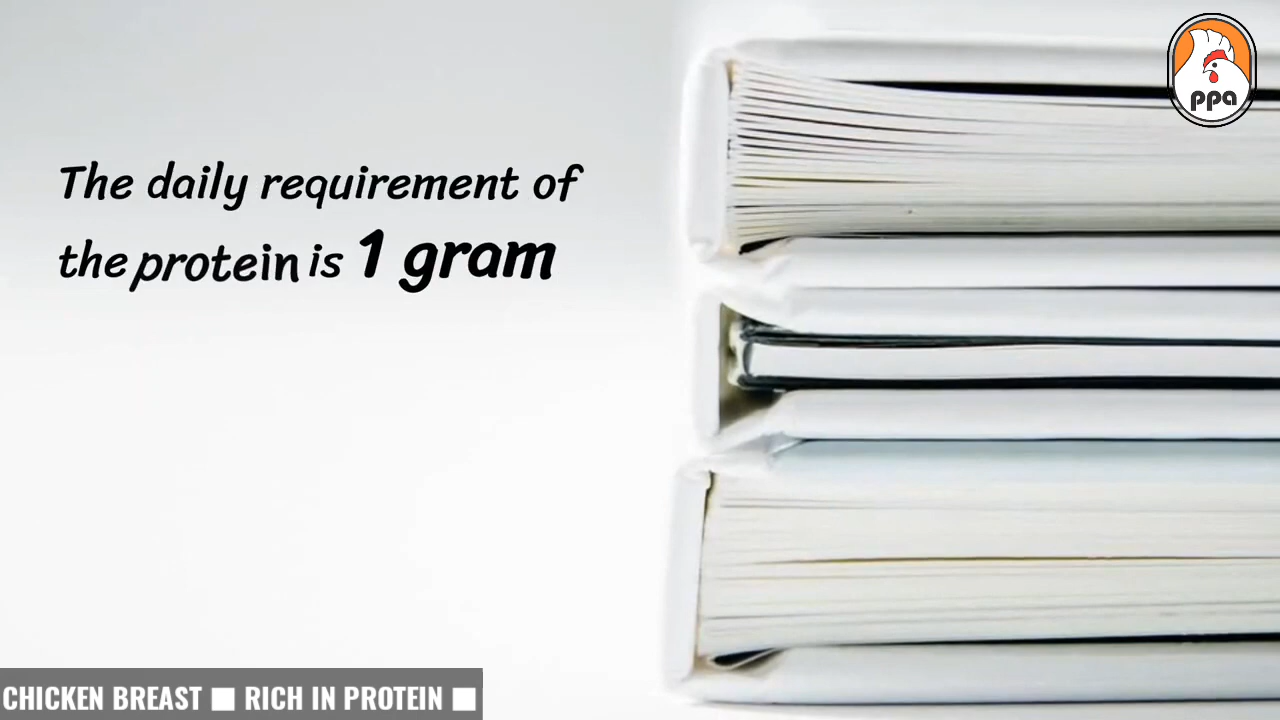 The daily requirement of
the protein is 1 gram
ppa
CHICKEN BREAST ■ RICH IN PROTEIN ■